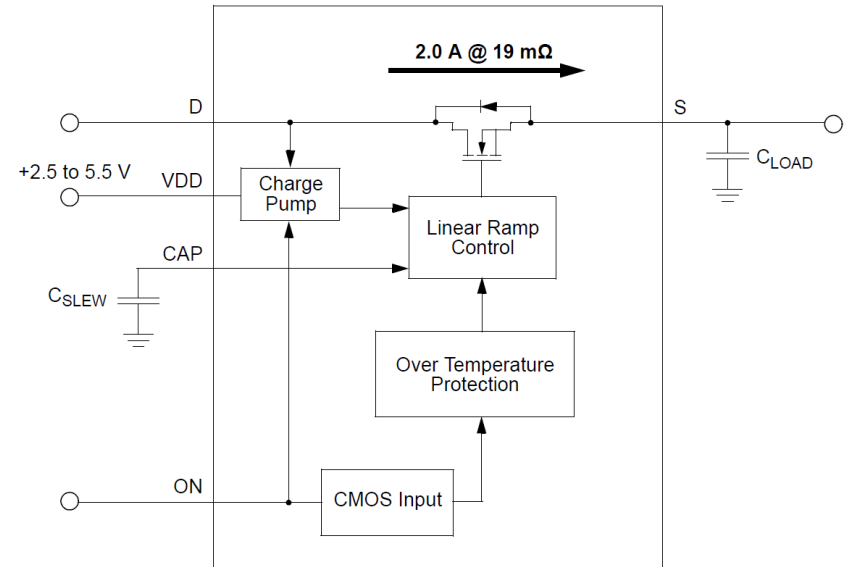 2.0 A @ 19 mΩ
D
S
+2.5 to 5.5 V
VDD
Charge
Pump
CLOAD
Linear Ramp
Control
CAP
CSLEW
Over Temperature
Protection
ON
CMOS Input